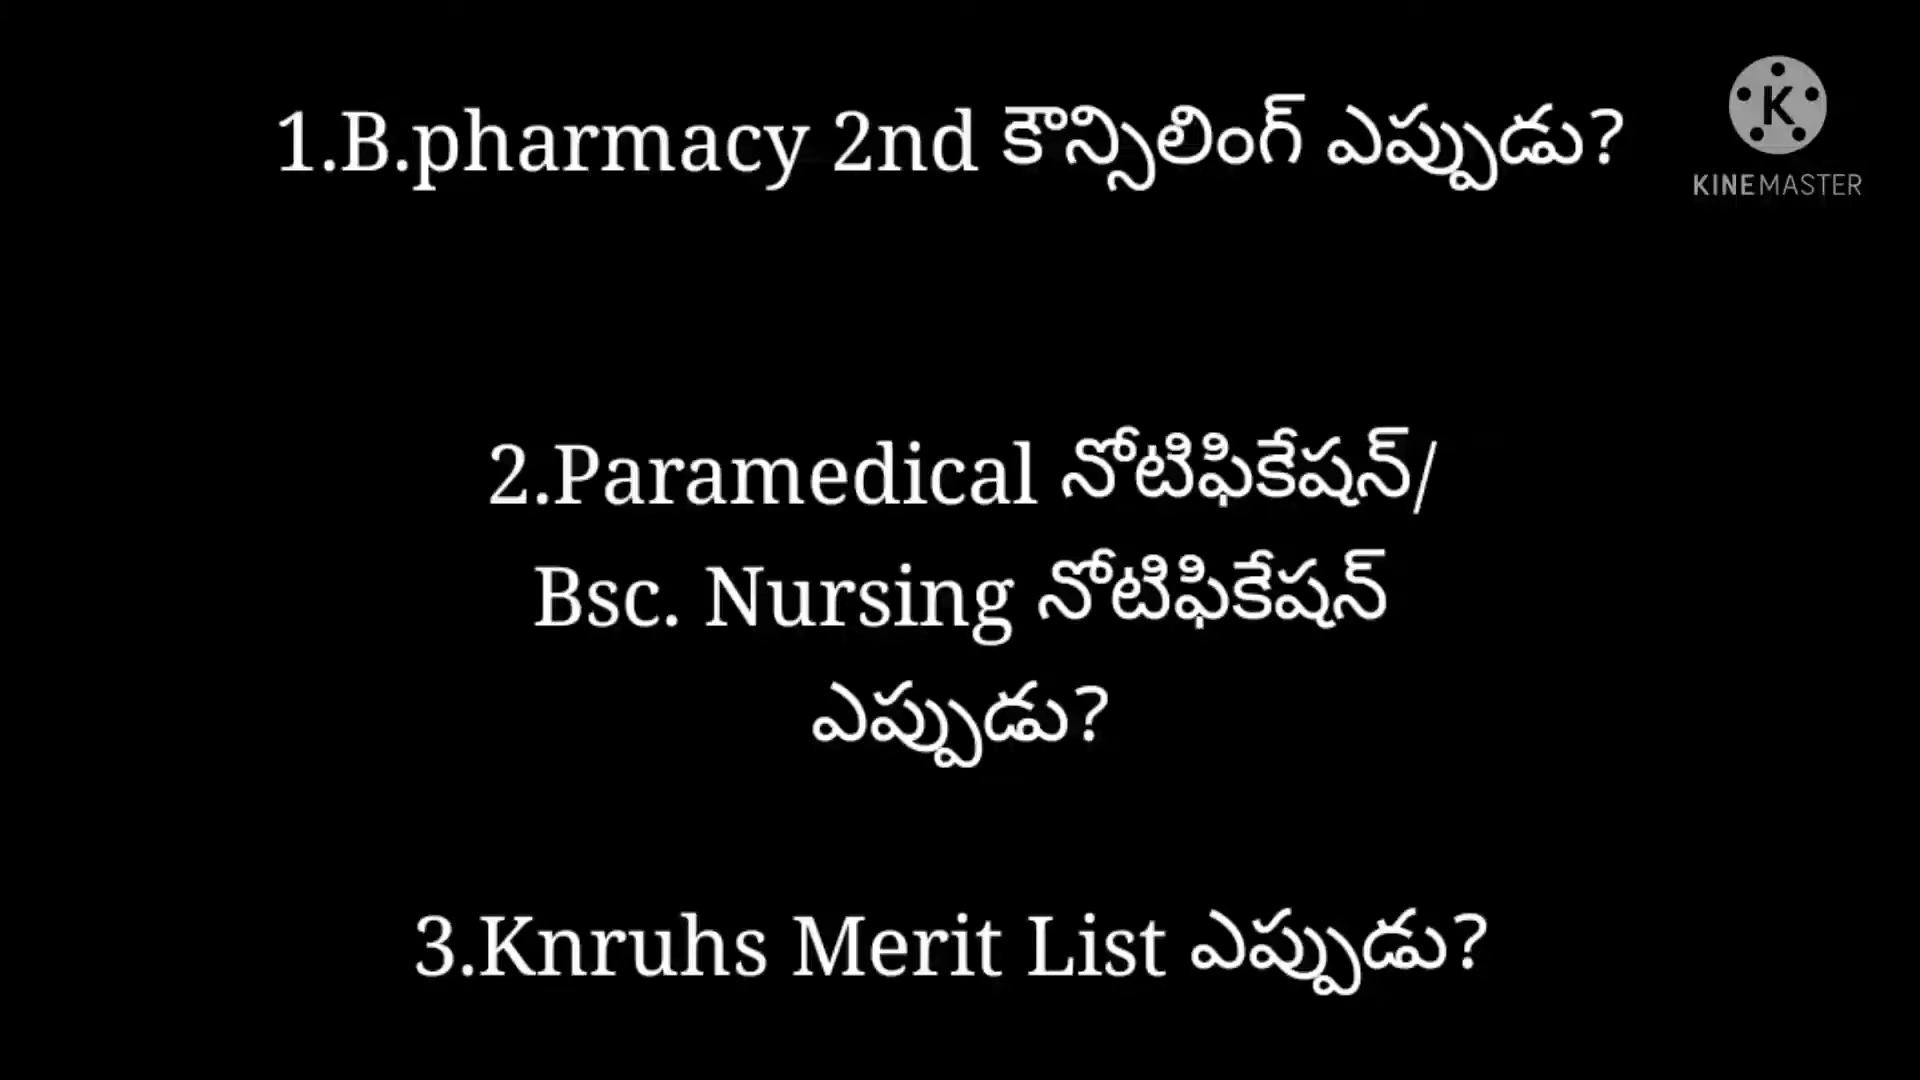 1.B.pharmacy 2nd కౌన్సిలింగ్ ఎప్పుడు?
KINEMASTER
2.Paramedical నోటిఫికేషన్/
Bsc. Nursing నోటిఫికేషన్
ఎప్పుడు?
3.Knruhs Merit List ఎప్పుడు?